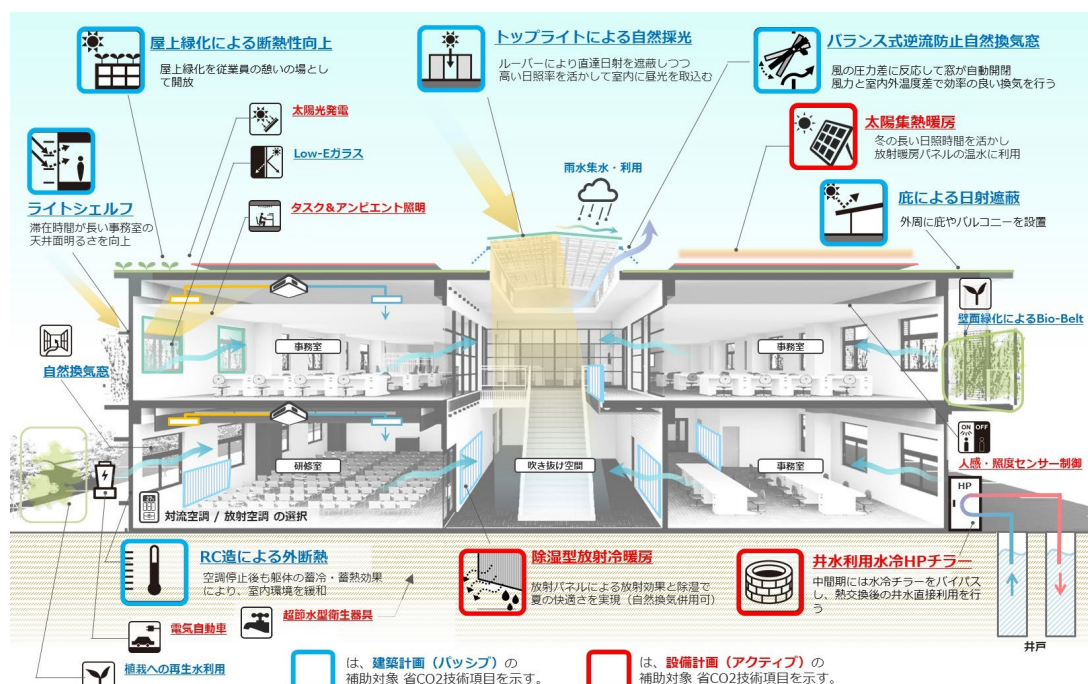 屋上緑化による断熱性向上
屋上緑化を従業員の憩いの場とし
て開放
トップライトによる自然採光
ルーバーにより直達日射を遮蔽しつつ
高い日照率を活かして室内に昼光を取込む
バランス式逆流防止自然換気窓
風の圧力差に反応して窓が自動開閉
風力と室内外温度差で効率の良い換気を行う
太陽光発電
Low-Eガラス
タスク＆アンビエント照明
雨水集水・利用
太陽集熱暖房
冬の長い日照時間を活かし
放射暖房パネルの温水に利用
ライトシェルフ
滞在時間が長い事務室の
天井面明るさを向上
庇による日射遮蔽
外周に庇やバルコニーを設置
壁面緑化によるBio-Belt
自然換気窓
事務室
事務室
研修室
吹き抜け空間
事務室
ON OFF
人感・照度センサー制御
HP
対流空調 / 放射空調 の選択
RC造による外断熱
空調停止後も躯体の蓄冷・蓄熱効果
により、室内環境を緩和
除湿型放射冷暖房
放射パネルによる放射効果と除湿で
夏の快適さを実現（自然換気併用可）
井水利用水冷HPチラー
中間期には水冷チラーをバイパス
し、熱交換後の井水直接利用を行
う
井戸
電気自動車
超節水型衛生器具
植栽への再生水利用
は、建築計画（パッシブ）の
補助対象 省CO2技術項目を示す。
は、設備計画（アクティブ）の
補助対象 省CO2技術項目を示す。